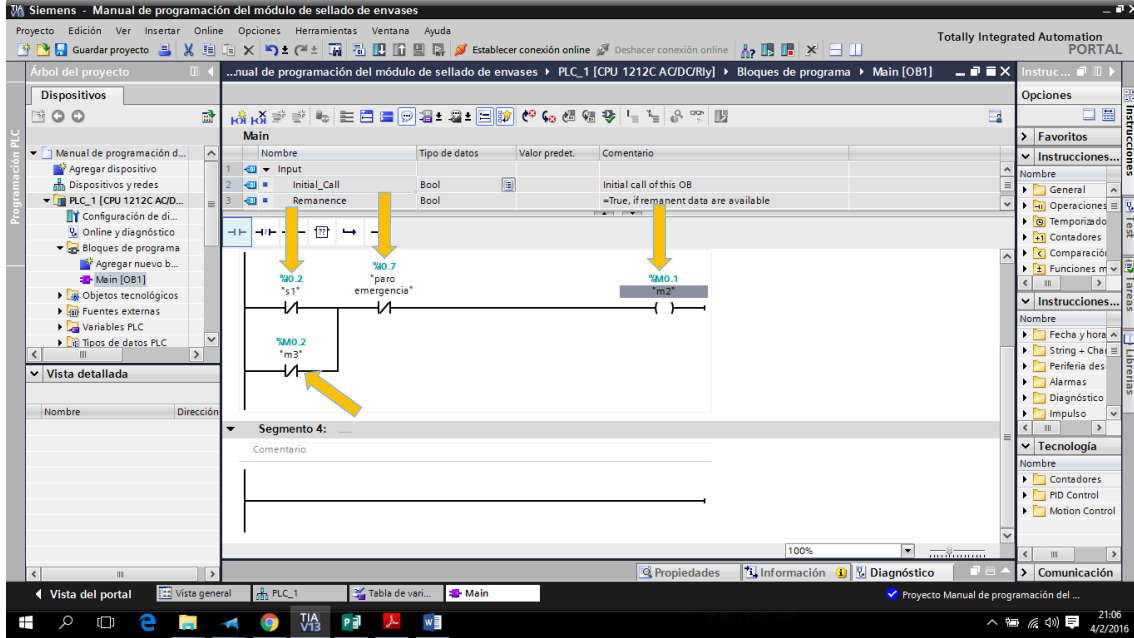 Siemens - Manual de programación del módulo de sellado de envases
Proyecto Edición Ver Insertar Online Opciones Herramientas Ventana Ayuda
Totally Integrated Automation
PORTAL
Guardar proyecto
Establecer conexión online
Deshacer conexión online
Árbol del proyecto
...nual de programación del módulo de sellado de envases PLC_1 [CPU 1212C AC/DC/Rly] Bloques de programa Main [OB1]
Instruc...
Dispositivos
Opciones
Main
Nombre Tipo de datos Valor predet. Comentario
1 Input
2 Initial_Call Bool Initial call of this OB
3 Remanence Bool =True, if remanent data are available
Programación PLC
Manual de programación d...
Agregar dispositivo
Dispositivos y redes
PLC_1 [CPU 1212C AC/D...
Configuración de di...
Online y diagnóstico
Bloques de programa
Agregar nuevo b...
Main [OB1]
Objetos tecnológicos
Fuentes externas
Variables PLC
Tipos de datos PLC
Vista detallada
Nombre Dirección
%I0.2
"s1"
%I0.7
"paro
emergencia"
%M0.1
"m2"
%M0.2
"m3"
Segmento 4:
Comentario
100%
Propiedades
Información
Diagnóstico
Favoritos
Instrucciones...
Nombre
General
Operaciones
Temporizado
Contadores
Comparació
Funciones m
Instrucciones...
Nombre
Fecha y hora
String + Char
Periferia des
Alarmas
Diagnóstico
Impulso
Tecnología
Nombre
Contadores
PID Control
Motion Control
Comunicación
Instrucciones
Test
Tareas
Librerías
Vista del portal
Vista general
PLC_1
Tabla de vari...
Main
Proyecto Manual de programación del ...
TIA
V13
21:06
4/2/2016